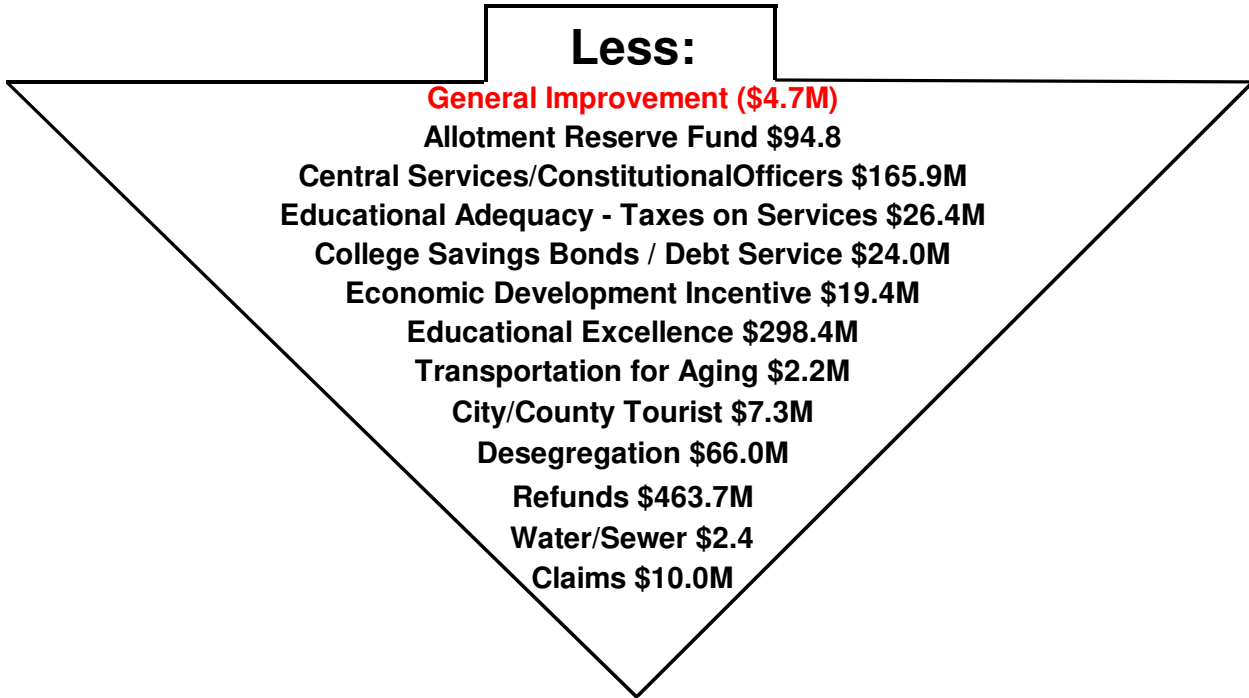 Less:
General Improvement ($4.7M)
Allotment Reserve Fund $94.8
Central Services/ConstitutionalOfficers $165.9M
Educational Adequacy - Taxes on Services $26.4M
College Savings Bonds / Debt Service $24.0M
Economic Development Incentive $19.4M
Educational Excellence $298.4M
Transportation for Aging $2.2M
City/County Tourist $7.3M
Desegregation $66.0M
Refunds $463.7M
Water/Sewer $2.4
Claims $10.0M